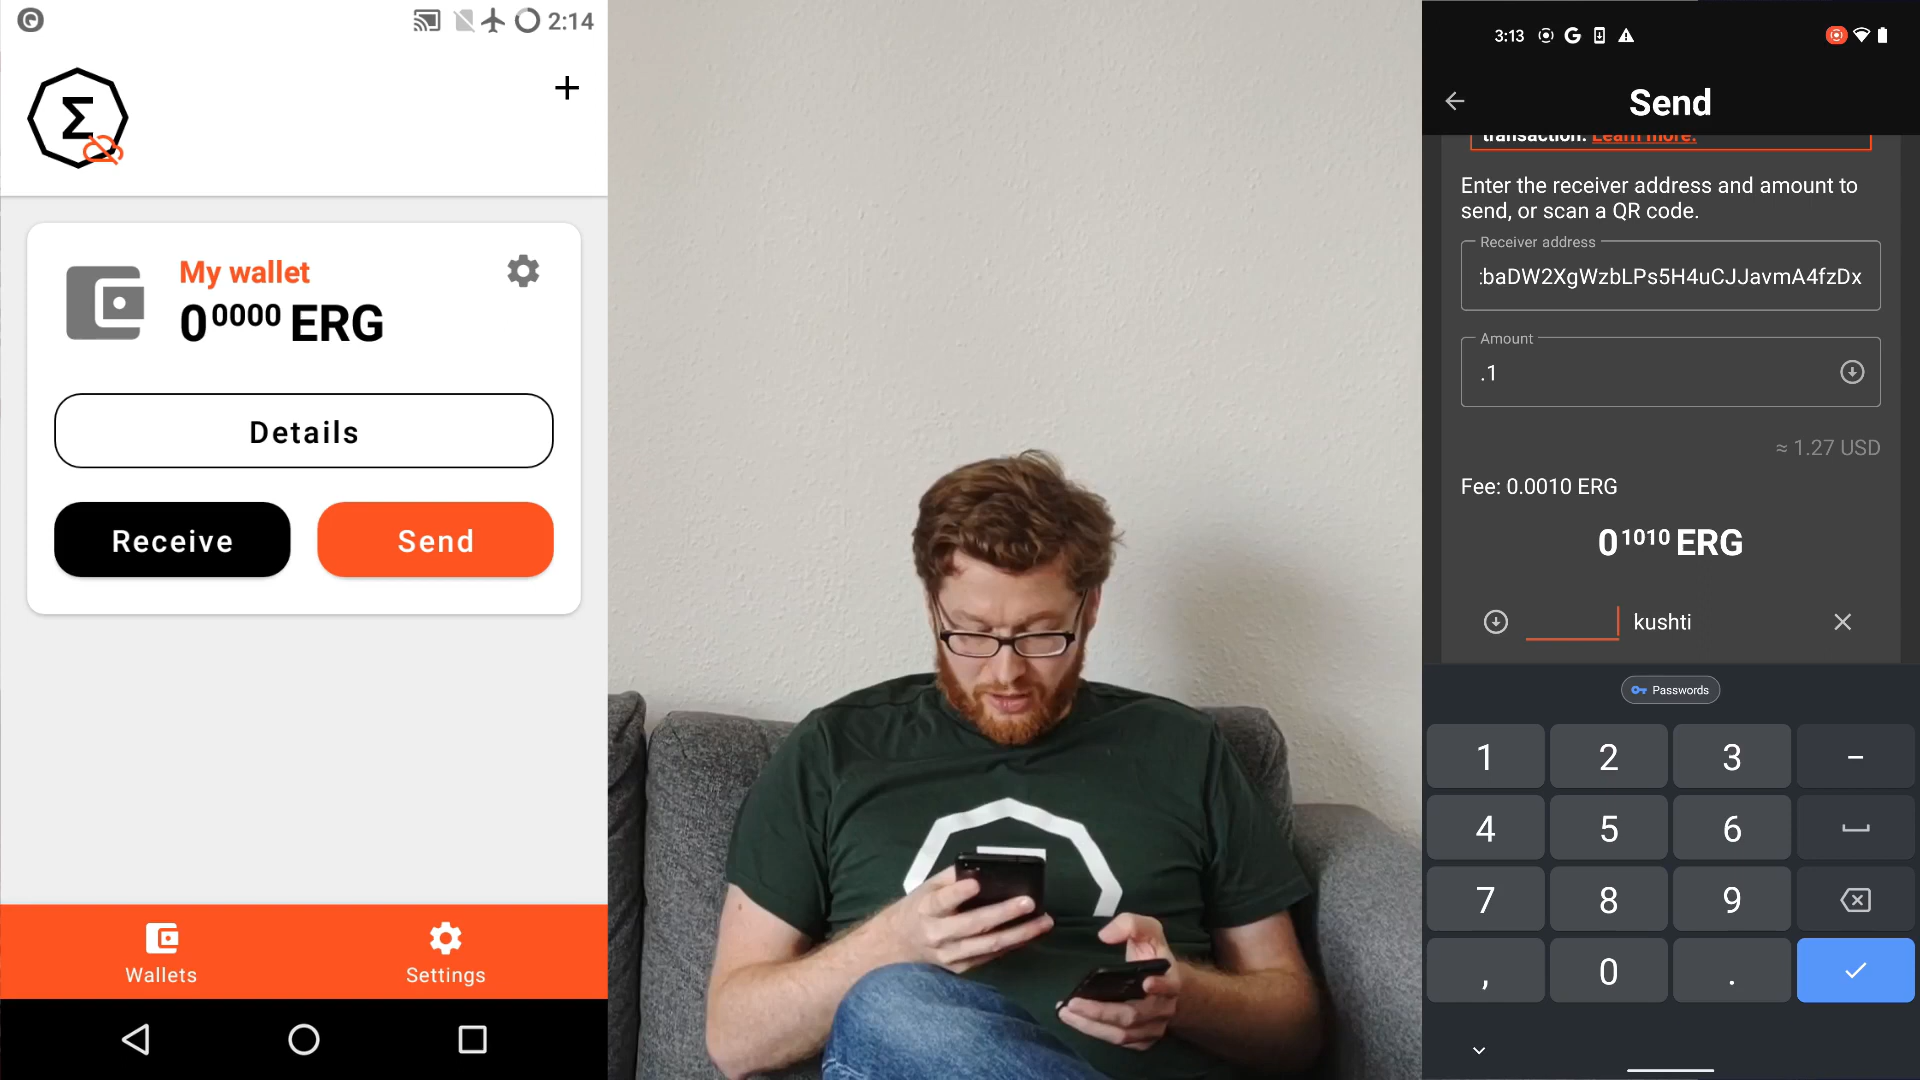 2:14
Σ
My wallet
0 0000 ERG
Details
Receive
Send
Wallets
Settings
3:13
Send
transaction. Learn more.
Enter the receiver address and amount to
send, or scan a QR code.
Receiver address
:baDW2XgWzbLPs5H4uCJJavmA4fzDx
Amount
.1
≈ 1.27 USD
Fee: 0.0010 ERG
0 1010 ERG
kushti
Passwords
1 2 3 –
4 5 6
7 8 9
, 0 .